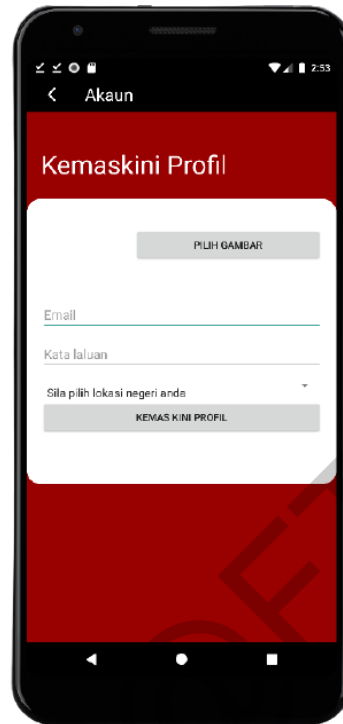 2:53
Akaun
Kemaskini Profil
PILIH GAMBAR
Email
Kata laluan
Sila pilih lokasi negeri anda
KEMAS KINI PROFIL